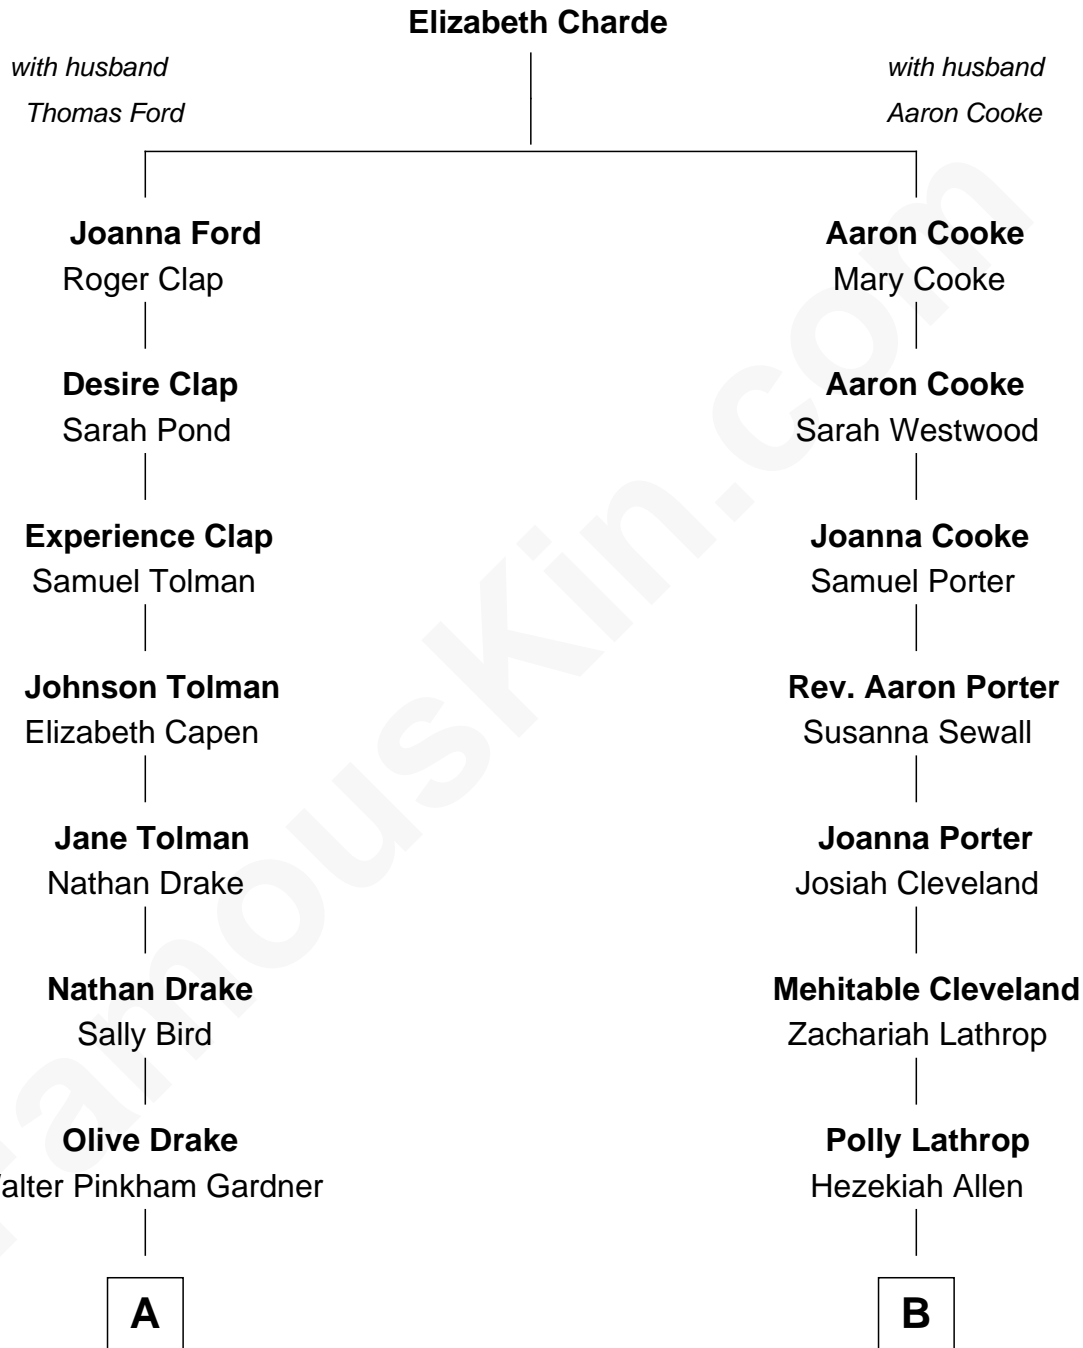 Elizabeth Charde
with husband
Thomas Ford
with husband
Aaron Cooke
Joanna Ford
Roger Clap
Aaron Cooke
Mary Cooke
Desire Clap
Sarah Pond
Aaron Cooke
Sarah Westwood
Experience Clap
Samuel Tolman
Joanna Cooke
Samuel Porter
Johnson Tolman
Elizabeth Capen
Rev. Aaron Porter
Susanna Sewall
Jane Tolman
Nathan Drake
Joanna Porter
Josiah Cleveland
Nathan Drake
Sally Bird
Mehitable Cleveland
Zachariah Lathrop
Olive Drake
alter Pinkham Gardner
Polly Lathrop
Hezekiah Allen
A
B
FamousKin.com